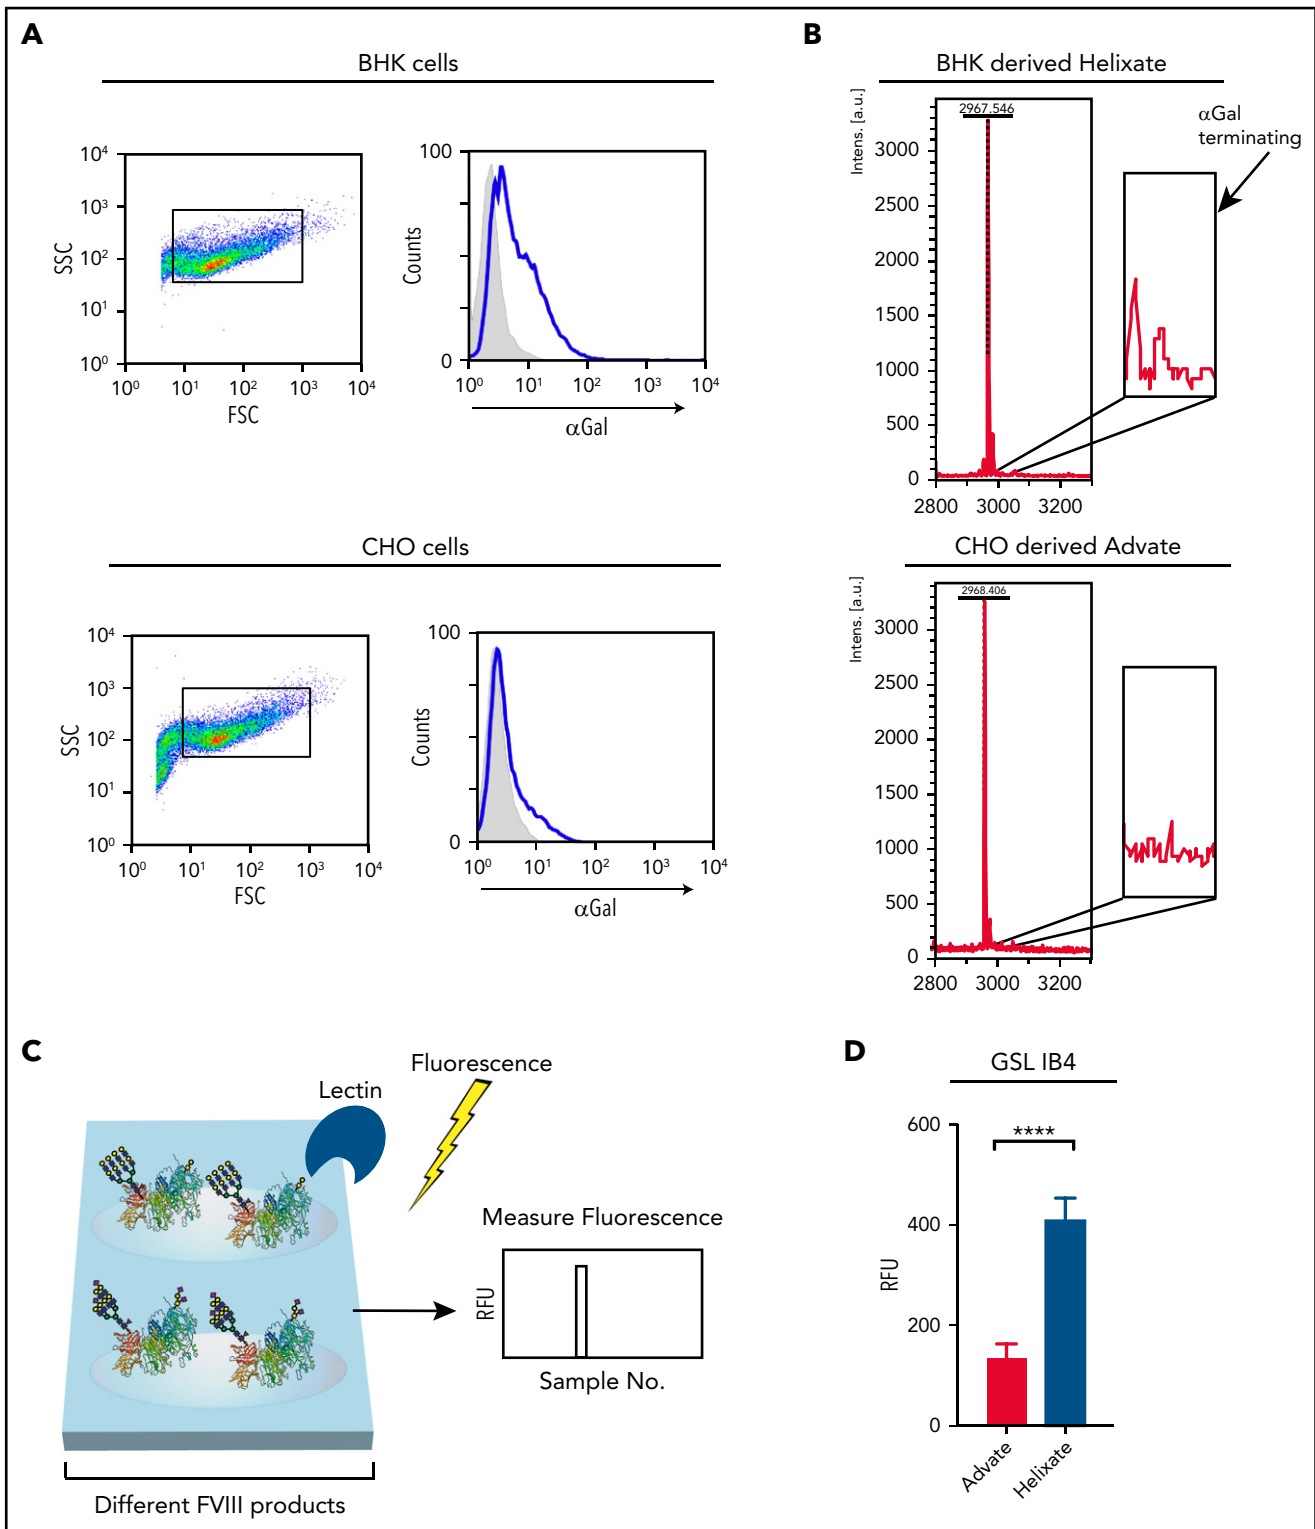 A
BHK cells
10⁴
10³
10²
10¹
10⁰
SSC
10⁰ 10¹ 10² 10³ 10⁴
FSC
100
0
Counts
10⁰ 10¹ 10² 10³ 10⁴
αGal
CHO cells
10⁴
10³
10²
10¹
10⁰
SSC
10⁰ 10¹ 10² 10³ 10⁴
FSC
100
0
Counts
10⁰ 10¹ 10² 10³ 10⁴
αGal
B
BHK derived Helixate
Intens. [a.u.]
2967.546
3000
2500
2000
1500
1000
500
0
2800 3000 3200
αGal
terminating
CHO derived Advate
Intens. [a.u.]
2968.406
3000
2500
2000
1500
1000
500
0
2800 3000 3200
C
Lectin
Fluorescence
Measure Fluorescence
RFU
Sample No.
Different FVIII products
D
GSL IB4
600
400
200
0
RFU
****
Advate
Helixate